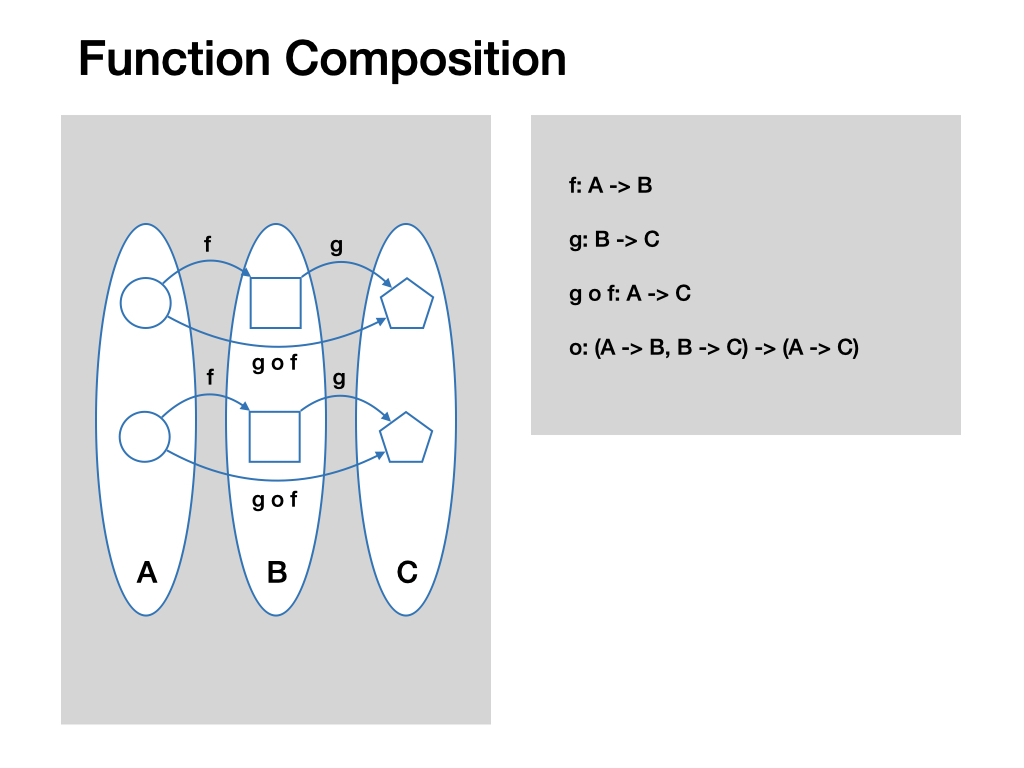 Function Composition
f
g
g o f
f
g
g o f
A
B
C
f: A -> B
g: B -> C
g o f: A -> C
o: (A -> B, B -> C) -> (A -> C)